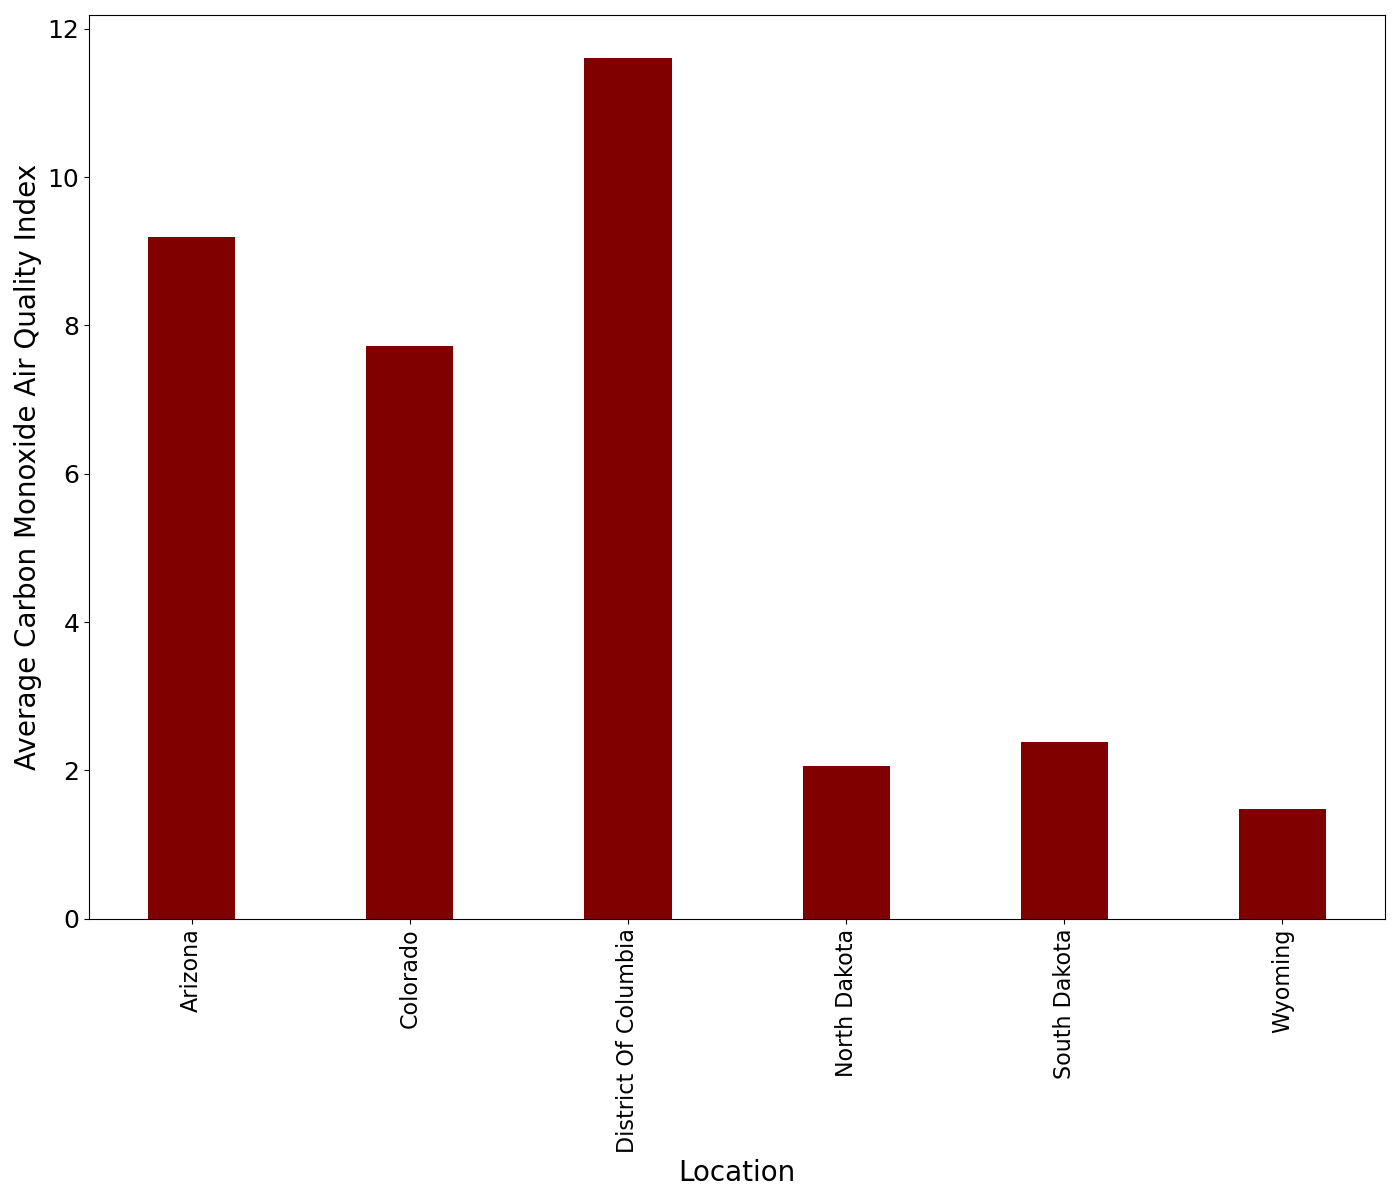 12
10
8
6
4
2
0
Average Carbon Monoxide Air Quality Index
Arizona
Colorado
District Of Columbia
North Dakota
South Dakota
Wyoming
Location